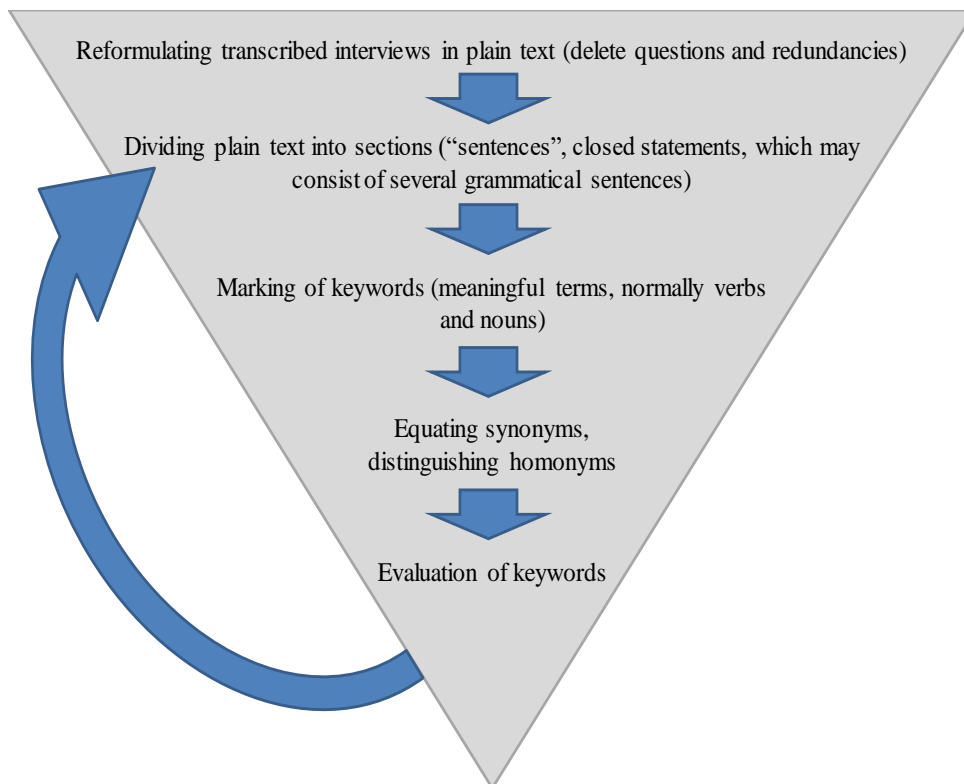 Reformulating transcribed interviews in plain text (delete questions and redundancies)
Dividing plain text into sections (“sentences”, closed statements, which may
consist of several grammatical sentences)
Marking of keywords (meaningful terms, normally verbs
and nouns)
Equating synonyms,
distinguishing homonyms
Evaluation of keywords